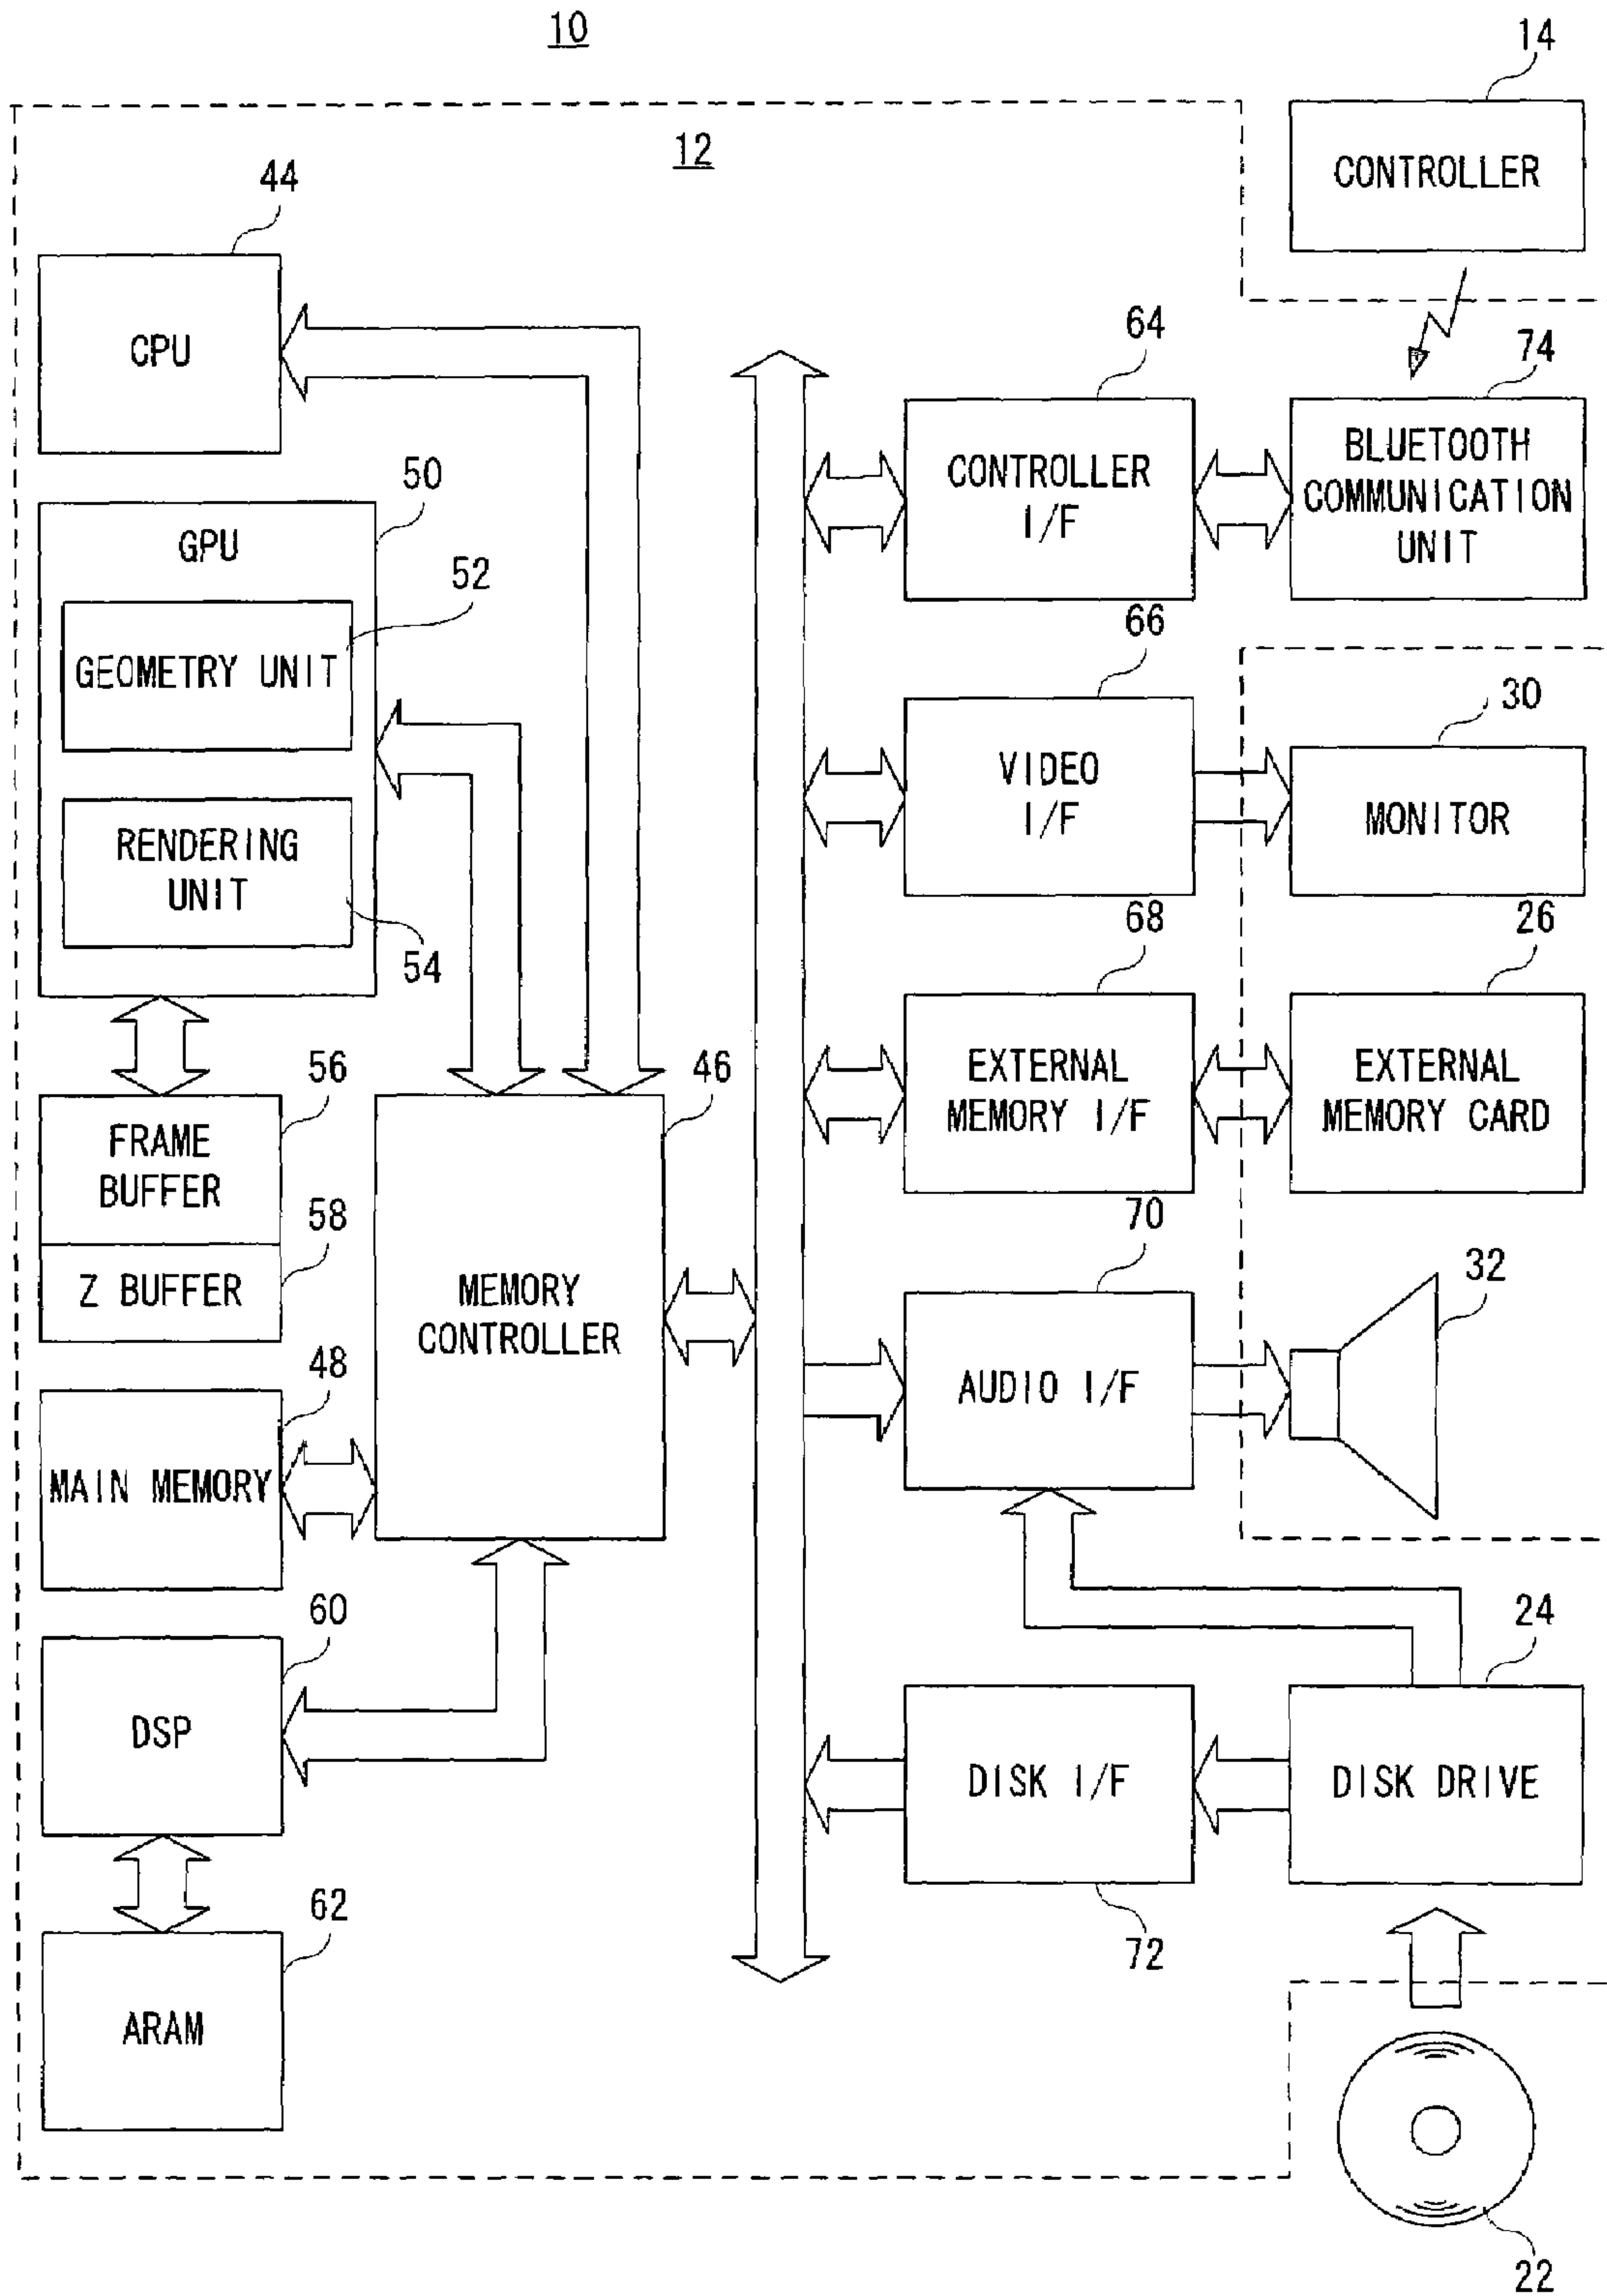 10
14
12
CONTROLLER
44
CPU
64
74
CONTROLLER
I/F
BLUETOOTH
COMMUNICATION
UNIT
50
GPU
52
GEOMETRY UNIT
66
30
VIDEO
I/F
MONITOR
RENDERING
UNIT
54
68
26
EXTERNAL
MEMORY I/F
EXTERNAL
MEMORY CARD
56
46
FRAME
BUFFER
58
Z BUFFER
MEMORY
CONTROLLER
70
32
AUDIO I/F
48
MAIN MEMORY
60
24
DSP
DISK I/F
DISK DRIVE
72
62
ARAM
22